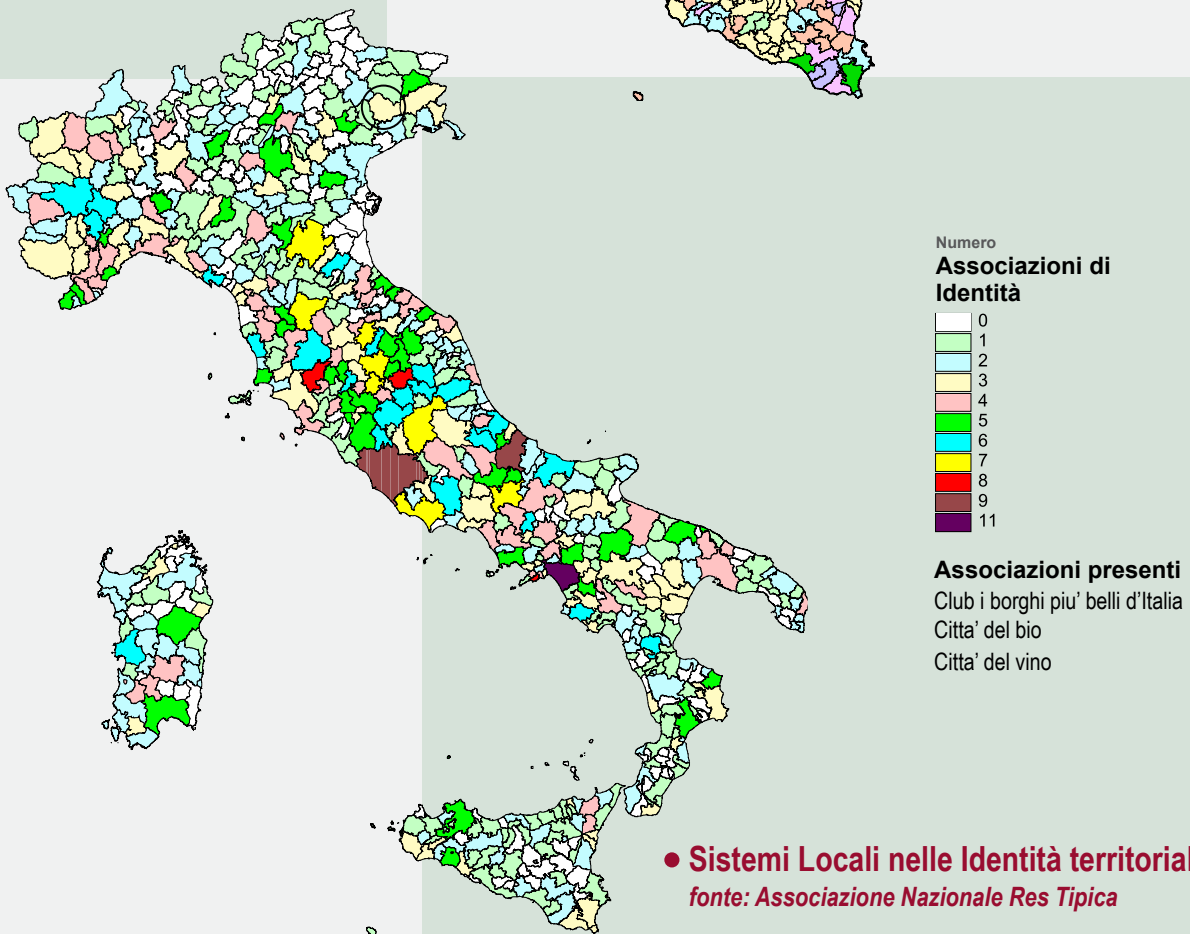 Numero
Associazioni di
Identità
0
1
2
3
4
5
6
7
8
9
11
Associazioni presenti
Club i borghi piu' belli d'Italia
Citta' del bio
Citta' del vino
• Sistemi Locali nelle Identità territorial
fonte: Associazione Nazionale Res Tipica